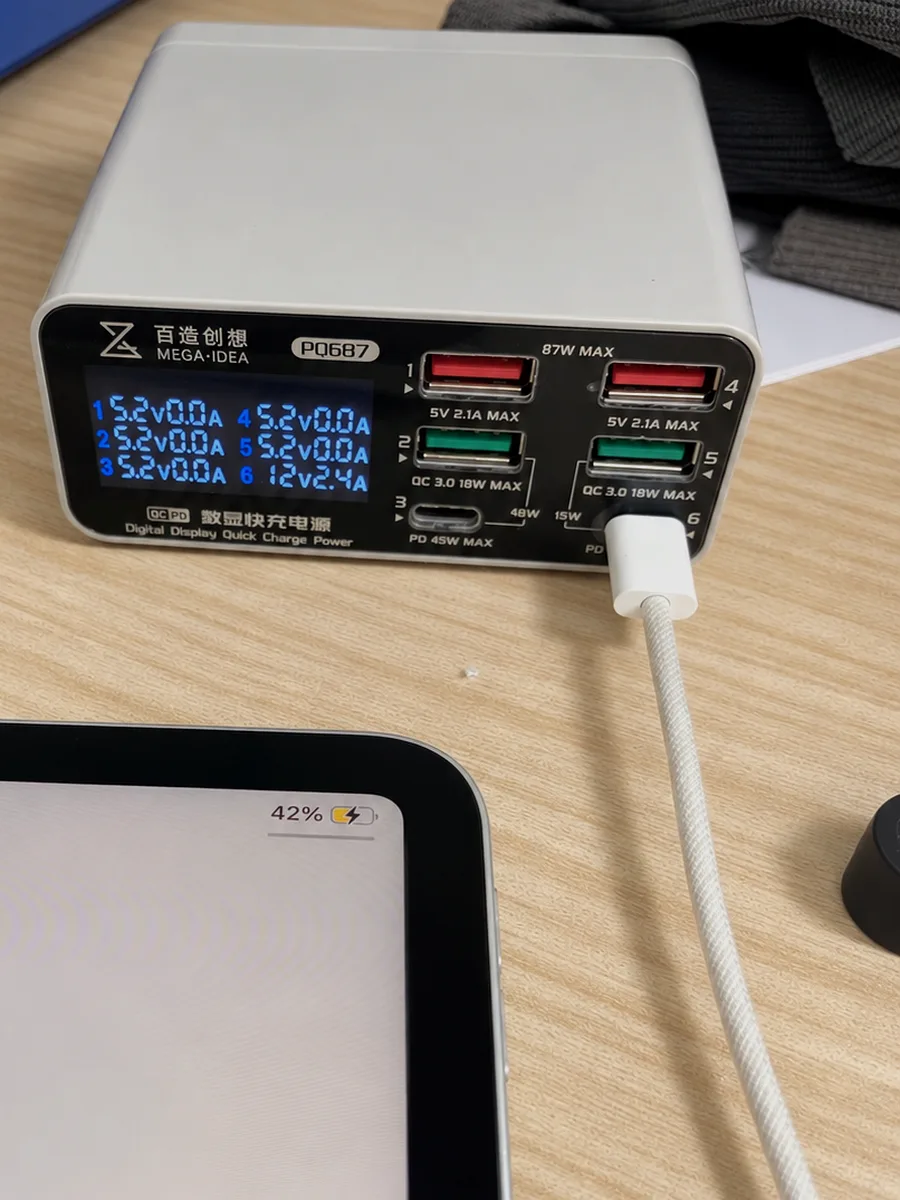 百造创想
MEGA·IDEA
PQ687
1 5.2V0.0A 4 5.2V0.0A
2 5.2V0.0A 5 5.2V0.0A
3 5.2V0.0A 6 12V2.4A
QC PD 数显快充电源
Digital Display Quick Charge Power
87W MAX
1
5V 2.1A MAX
4
5V 2.1A MAX
2
QC 3.0 18W MAX
5
QC 3.0 18W MAX
3
48W
15W
6
PD 45W MAX
PD
42%